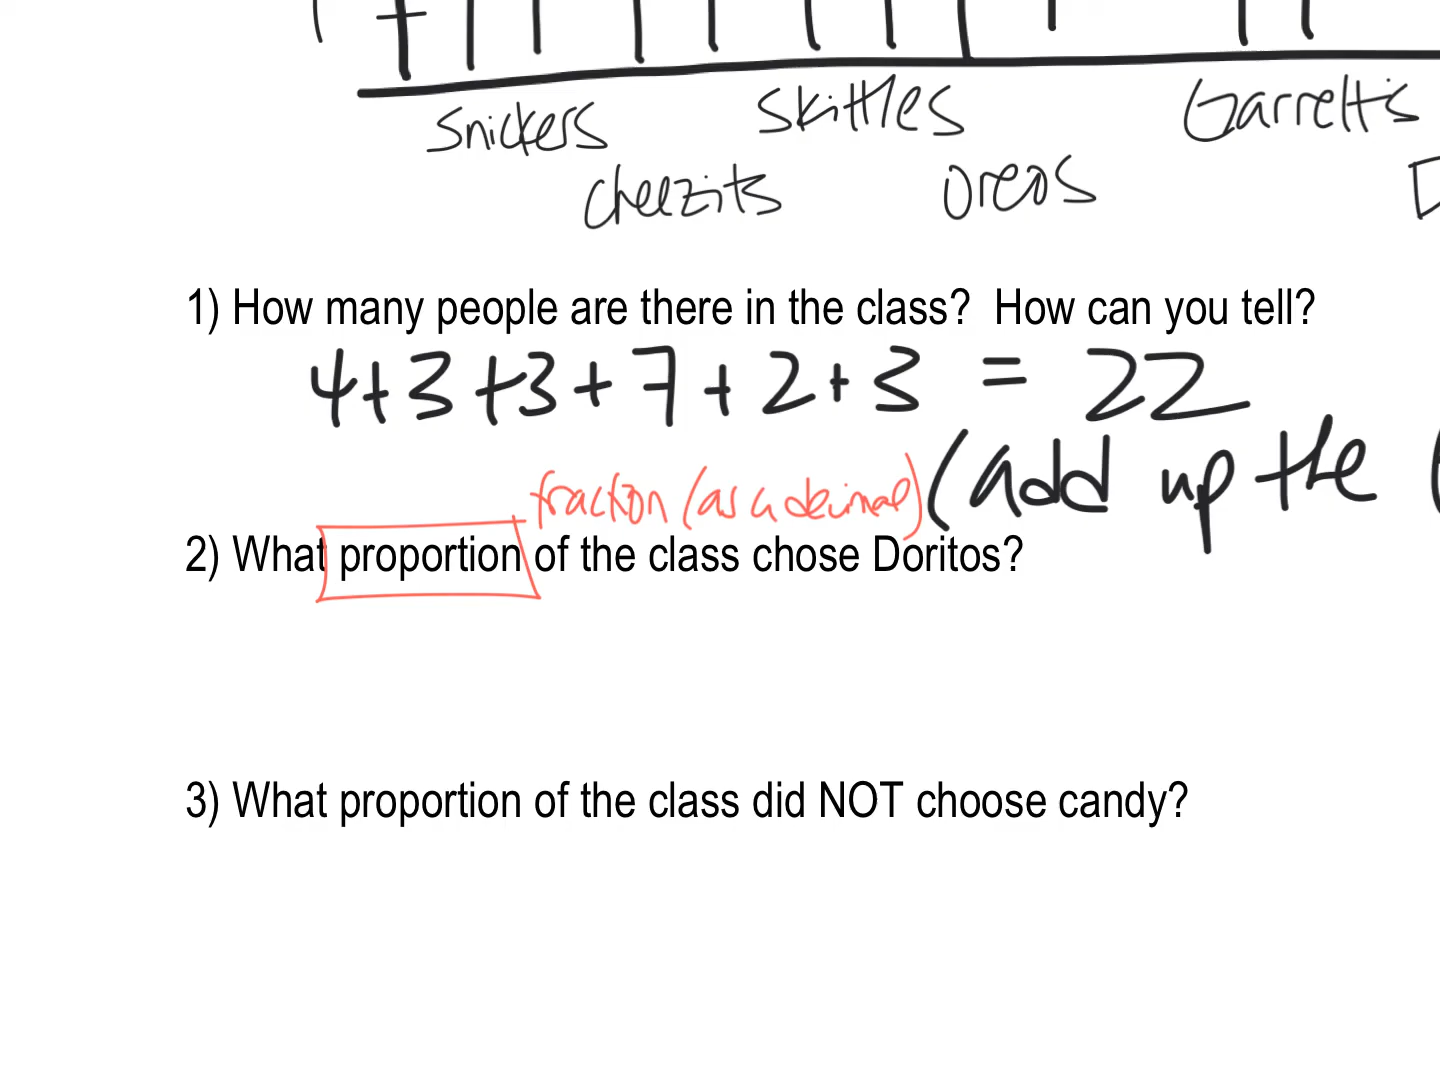 Snickers Skittles Garrett's
Cheezits Oreos
1) How many people are there in the class? How can you tell?
4+3+3+7+2+3 = 22
(add up the
fraction (as a decimal)
2) What proportion of the class chose Doritos?
3) What proportion of the class did NOT choose candy?